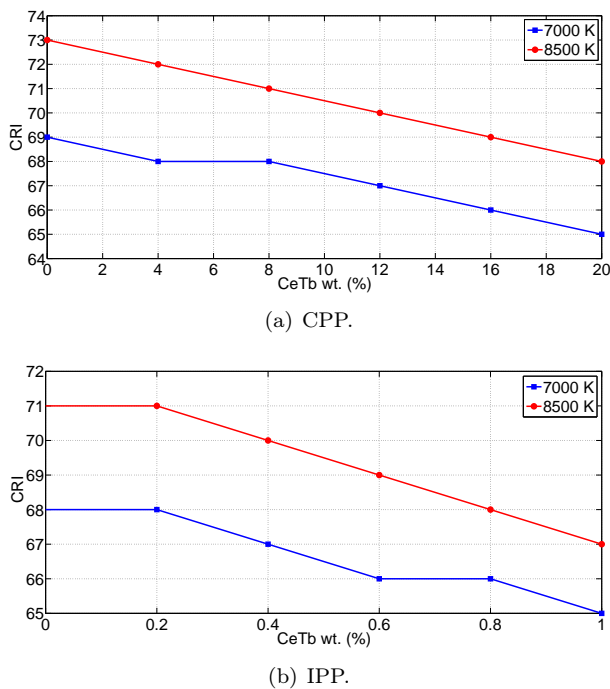 74
73
72
71
70
69
68
67
66
65
64
CRI
0 2 4 6 8 10 12 14 16 18 20
CeTb wt. (%)
7000 K
8500 K
(a) CPP.
72
71
70
69
68
67
66
65
CRI
0 0.2 0.4 0.6 0.8 1
CeTb wt. (%)
7000 K
8500 K
(b) IPP.